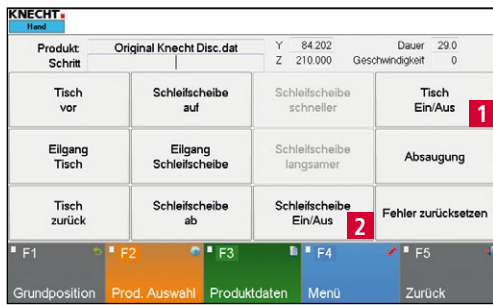 KNECHT
Hand
Produkt: Original Knecht Disc.dat Y 84.202 Dauer 29.0
Schritt Z 210.000 Geschwindigkeit 0
Tisch vor
Schleifscheibe auf
Schleifscheibe schneller
Tisch Ein/Aus
1
Eilgang Tisch
Eilgang Schleifscheibe
Schleifscheibe langsamer
Absaugung
Tisch zurück
Schleifscheibe ab
Schleifscheibe Ein/Aus
2
Fehler zurücksetzen
F1 F2 F3 F4 F5
Grundposition Prod. Auswahl Produktdaten Menü Zurück